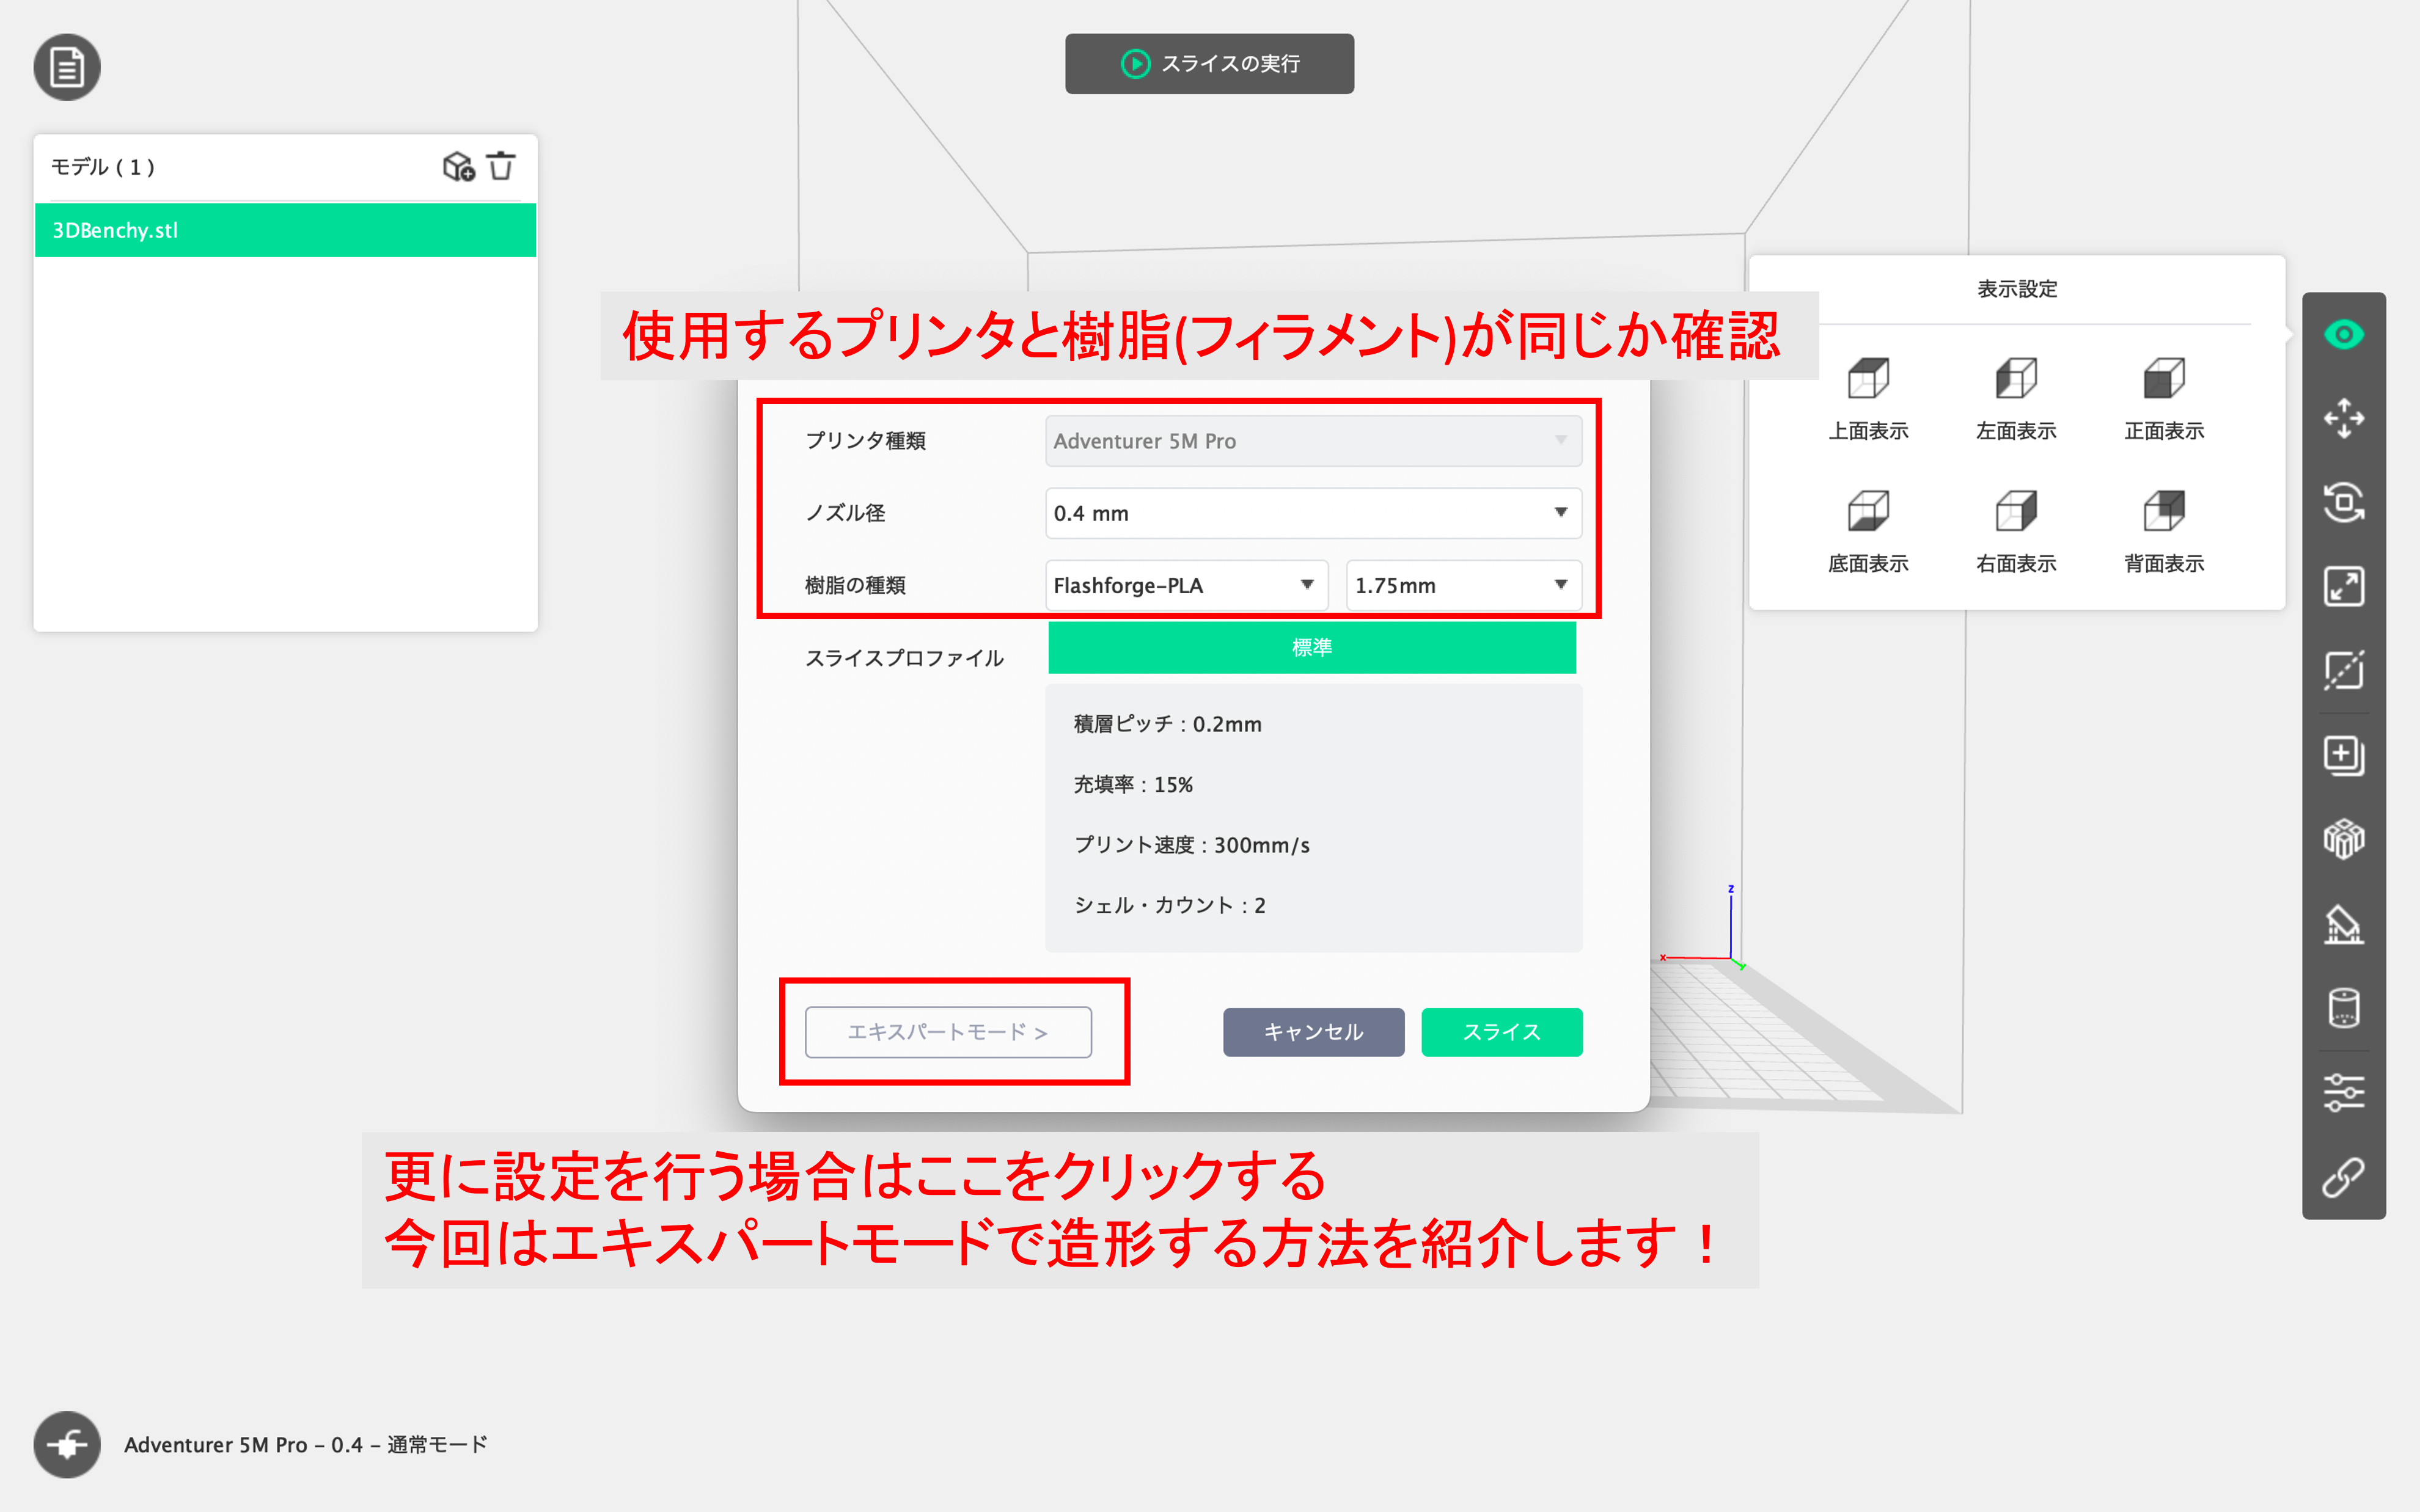 スライスの実行
モデル ( 1 )
3DBenchy.stl
表示設定
上面表示 左面表示 正面表示
底面表示 右面表示 背面表示
使用するプリンタと樹脂(フィラメント)が同じか確認
プリンタ種類 Adventurer 5M Pro
ノズル径 0.4 mm
樹脂の種類 Flashforge-PLA 1.75mm
スライスプロファイル 標準
積層ピッチ : 0.2mm
充填率 : 15%
プリント速度 : 300mm/s
シェル・カウント : 2
エキスパートモード > キャンセル スライス
z
x
更に設定を行う場合はここをクリックする
今回はエキスパートモードで造形する方法を紹介します！
Adventurer 5M Pro – 0.4 – 通常モード